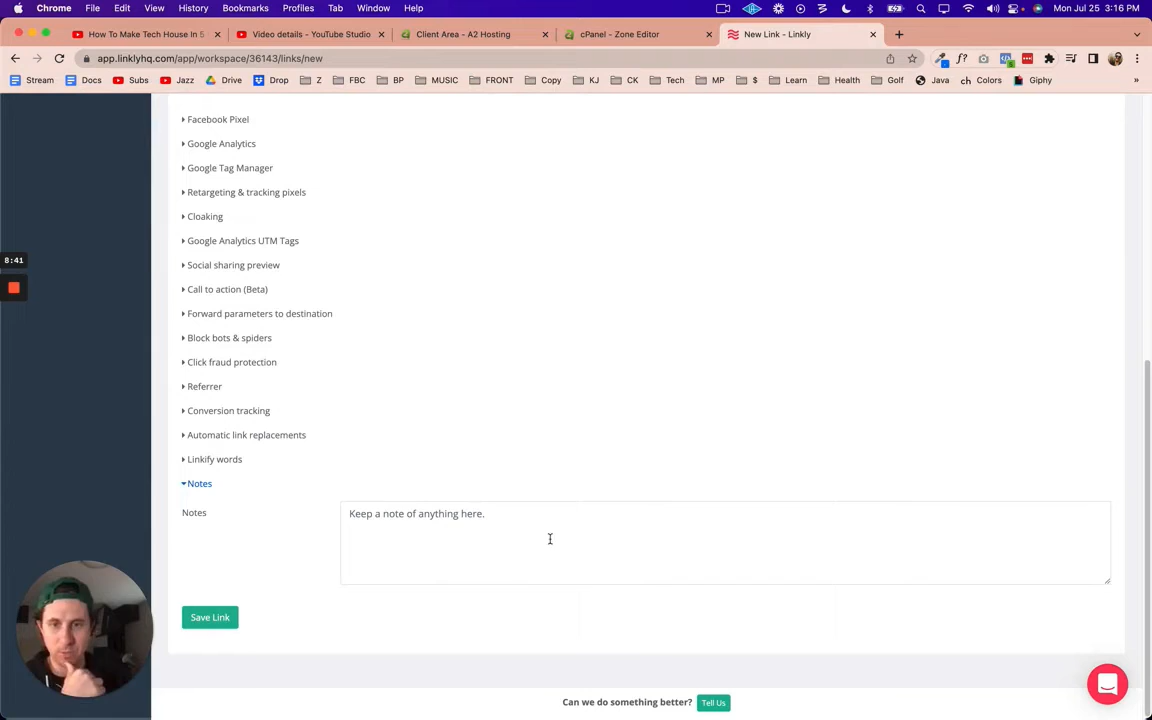 Chrome File Edit View History Bookmarks Profiles Tab Window Help Mon Jul 25 3:16 PM
How To Make Tech House In 5 Video details - YouTube Studio Client Area - A2 Hosting cPanel - Zone Editor New Link - Linkly
app.linklyhq.com/app/workspace/36143/links/new
Stream Docs Subs Jazz Drive Drop Z FBC BP MUSIC FRONT Copy KJ CK Tech MP $ Learn Health Golf Java ch Colors Giphy »
Facebook Pixel
Google Analytics
Google Tag Manager
Retargeting & tracking pixels
Cloaking
Google Analytics UTM Tags
8:41
Social sharing preview
Call to action (Beta)
Forward parameters to destination
Block bots & spiders
Click fraud protection
Referrer
Conversion tracking
Automatic link replacements
Linkify words
Notes
Notes Keep a note of anything here.
Save Link
Can we do something better? Tell Us